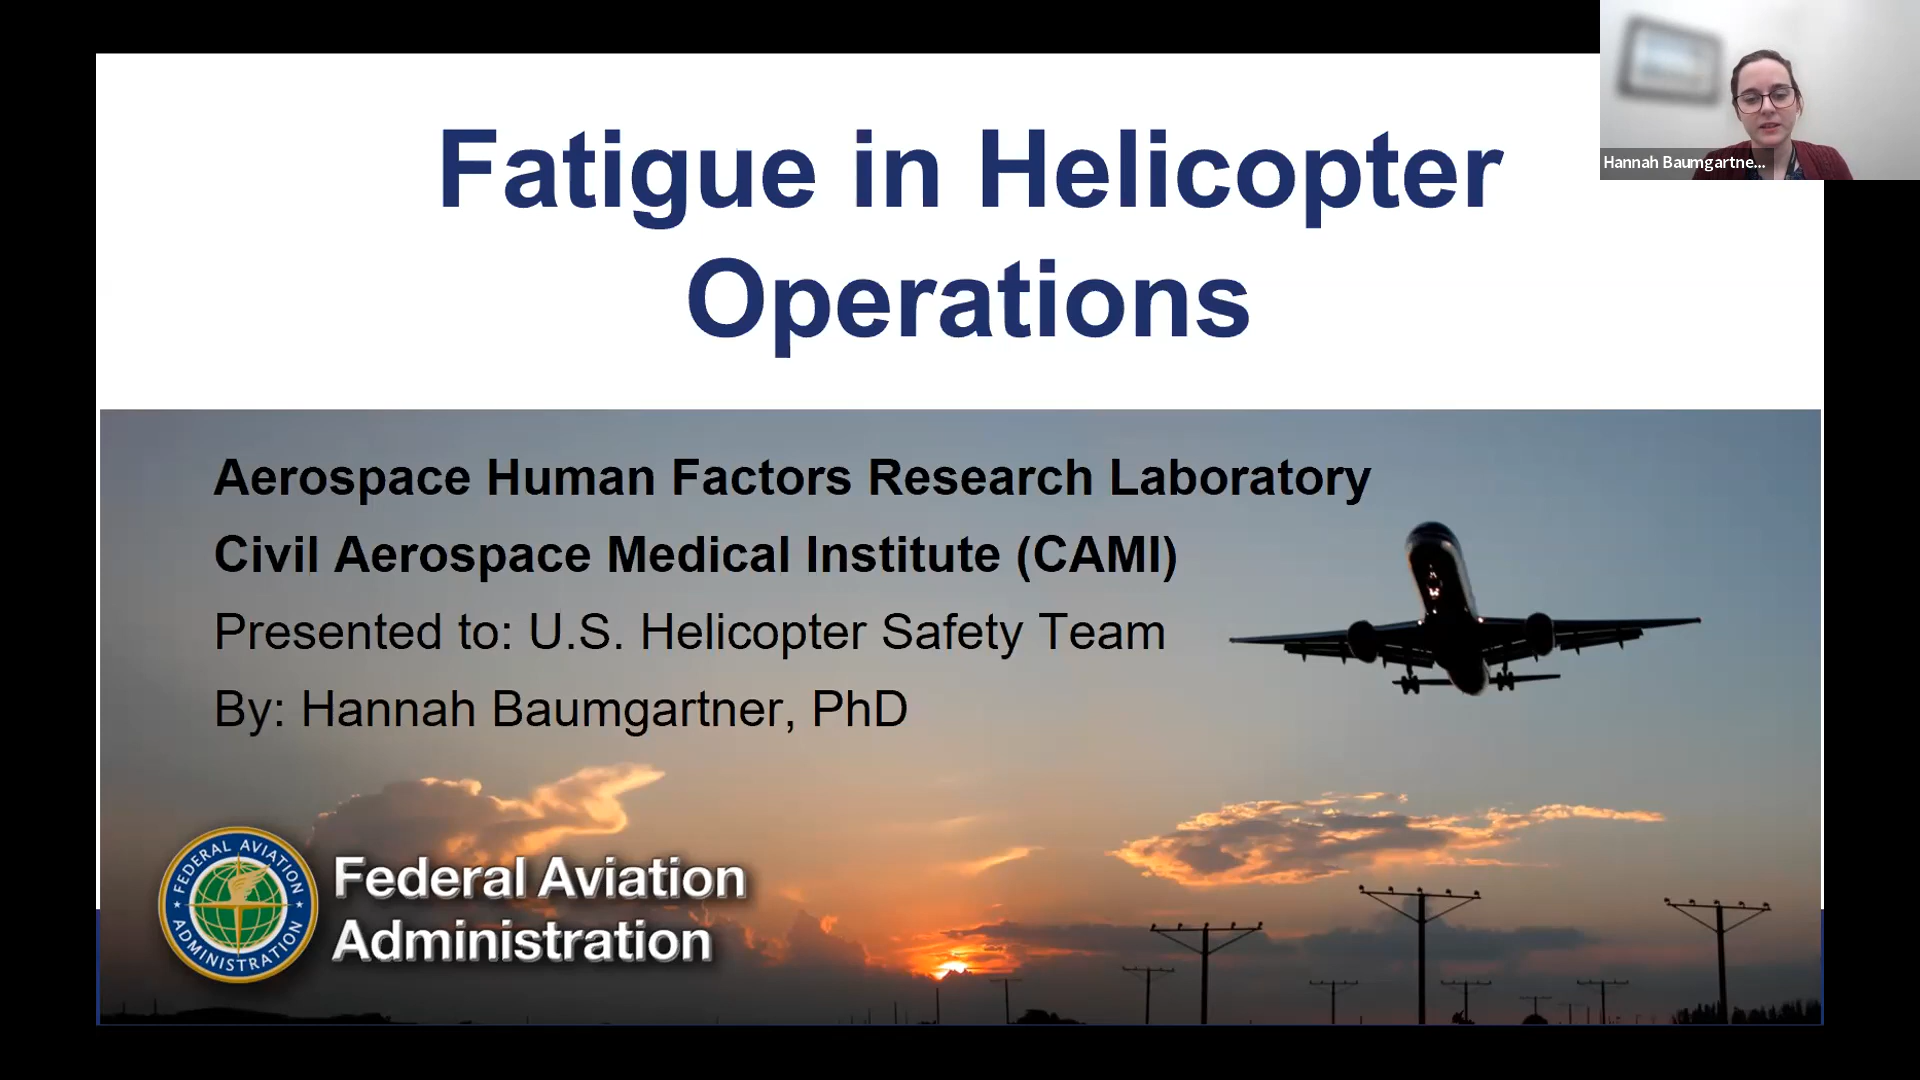 Fatigue in Helicopter
Operations
Hannah Baumgartne...
Aerospace Human Factors Research Laboratory
Civil Aerospace Medical Institute (CAMI)
Presented to: U.S. Helicopter Safety Team
By: Hannah Baumgartner, PhD
FEDERAL AVIATION
ADMINISTRATION
Federal Aviation
Administration